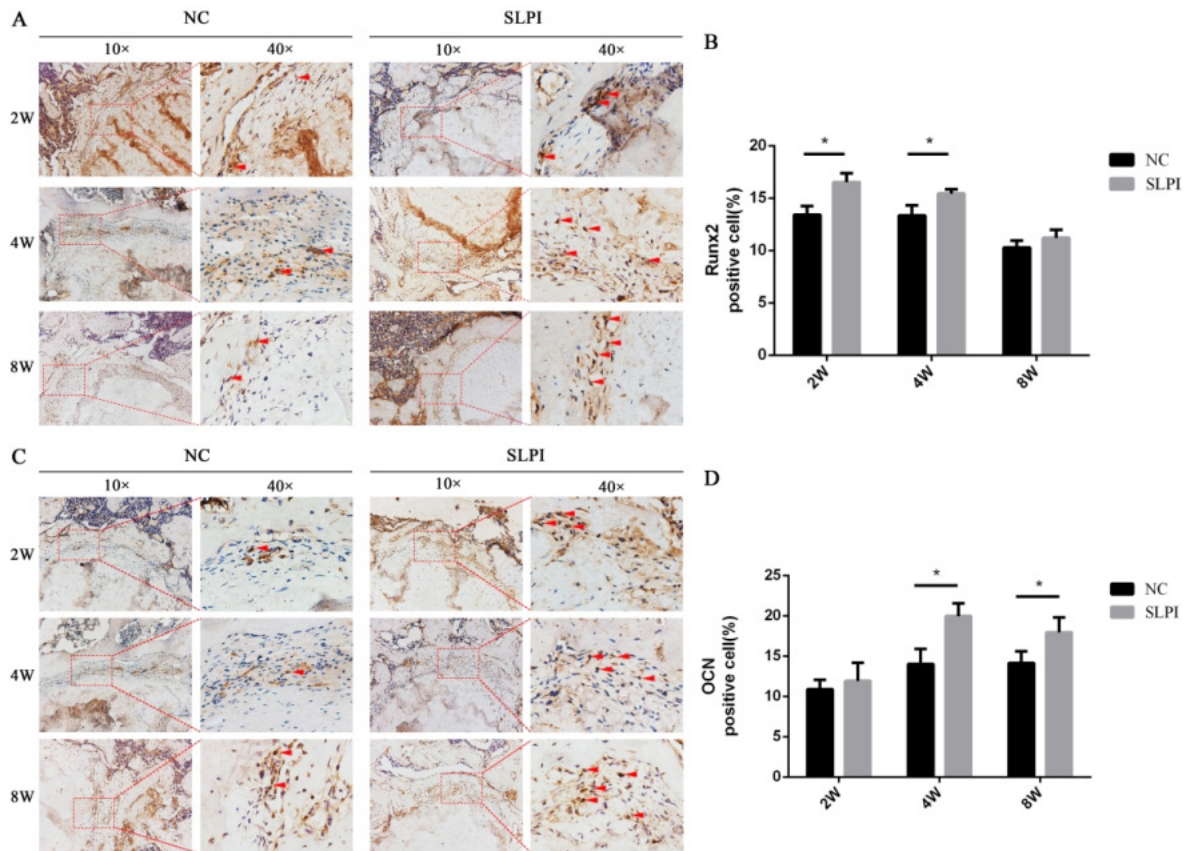 A
NC
SLPI
10×
40×
10×
40×
2W
4W
8W
B
Runx2
positive cell(%)
20
15
10
5
0
*
*
2W
4W
8W
NC
SLPI
C
NC
SLPI
10×
40×
10×
40×
2W
4W
8W
D
OCN
positive cell(%)
25
20
15
10
5
0
*
*
2W
4W
8W
NC
SLPI